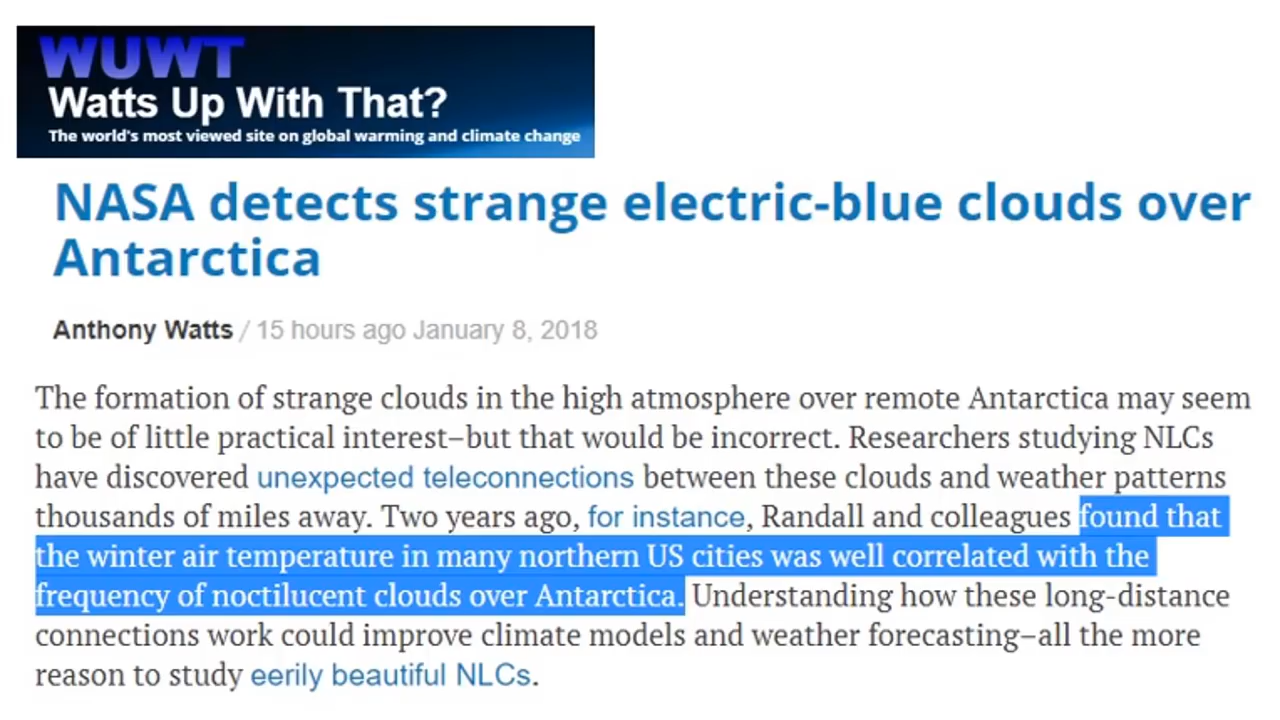 WUWT
Watts Up With That?
The world's most viewed site on global warming and climate change
NASA detects strange electric-blue clouds over
Antarctica
Anthony Watts / 15 hours ago January 8, 2018
The formation of strange clouds in the high atmosphere over remote Antarctica may seem
to be of little practical interest–but that would be incorrect. Researchers studying NLCs
have discovered unexpected teleconnections between these clouds and weather patterns
thousands of miles away. Two years ago, for instance, Randall and colleagues found that
the winter air temperature in many northern US cities was well correlated with the
frequency of noctilucent clouds over Antarctica. Understanding how these long-distance
connections work could improve climate models and weather forecasting–all the more
reason to study eerily beautiful NLCs.